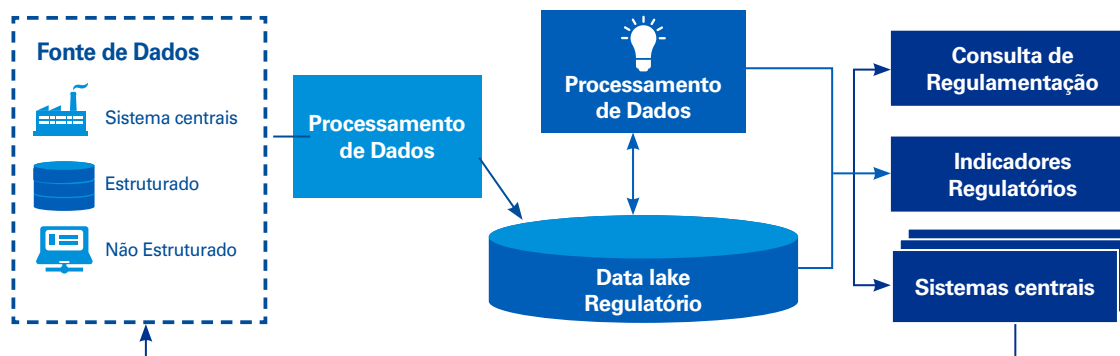 Fonte de Dados
Sistema centrais
Estruturado
Não Estruturado
Processamento
de Dados
Processamento
de Dados
Data lake
Regulatório
Consulta de
Regulamentação
Indicadores
Regulatórios
Sistemas centrais